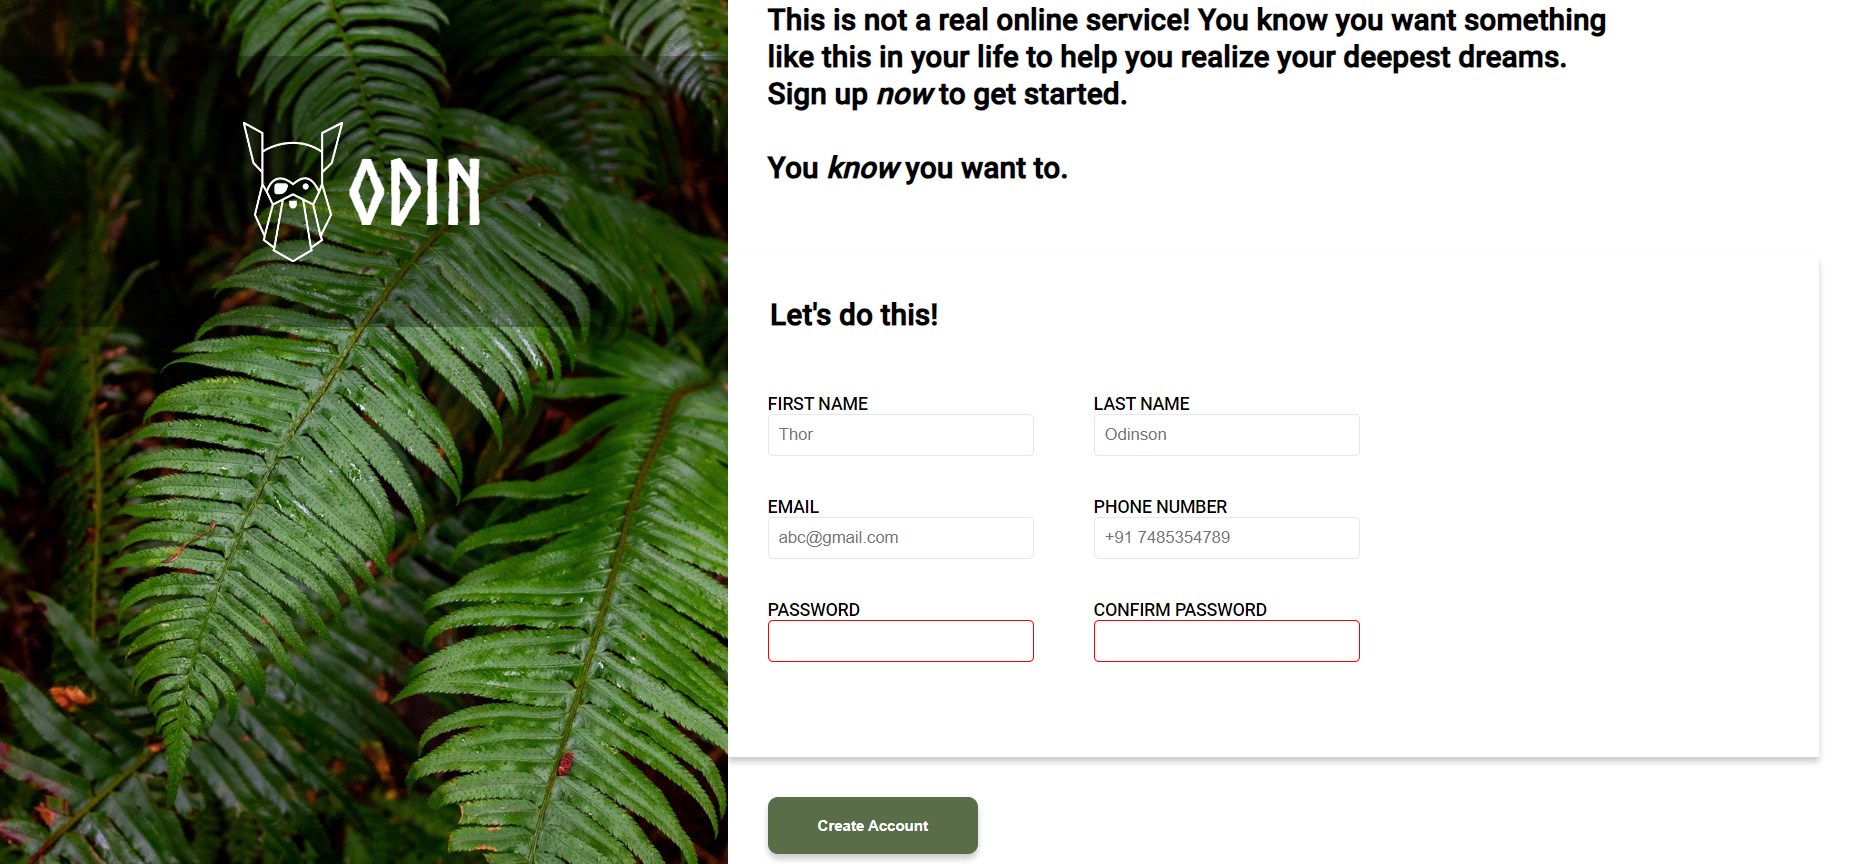 ODIN
This is not a real online service! You know you want something
like this in your life to help you realize your deepest dreams.
Sign up now to get started.
You know you want to.
Let's do this!
FIRST NAME
LAST NAME
Thor
Odinson
EMAIL
PHONE NUMBER
abc@gmail.com
+91 7485354789
PASSWORD
CONFIRM PASSWORD
Create Account